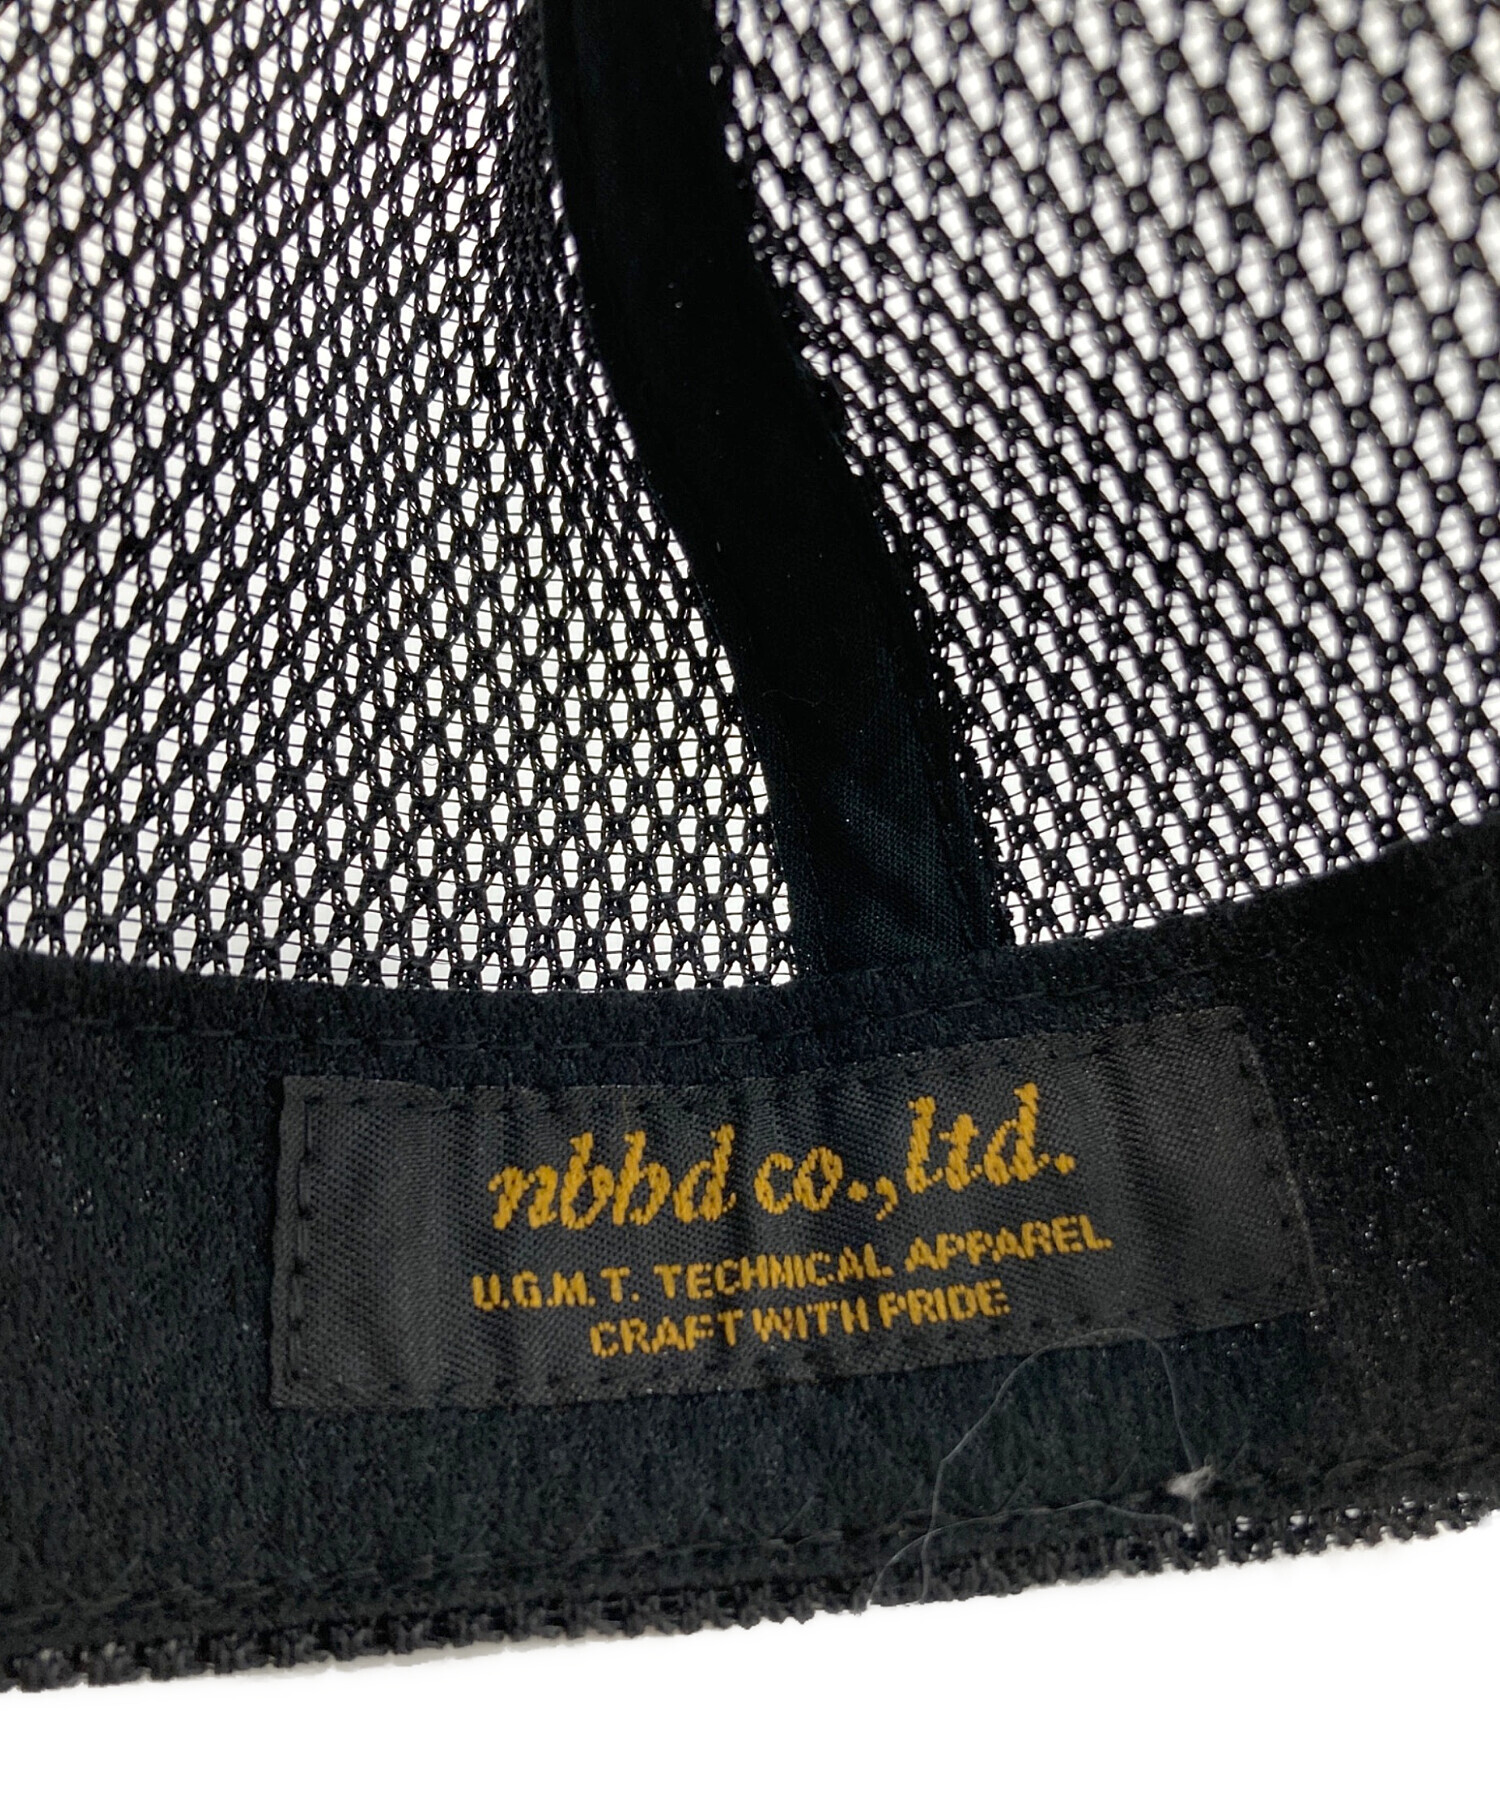 nbhd co.,ltd.
U.G.M.T. TECHNICAL APPAREL
CRAFT WITH PRIDE